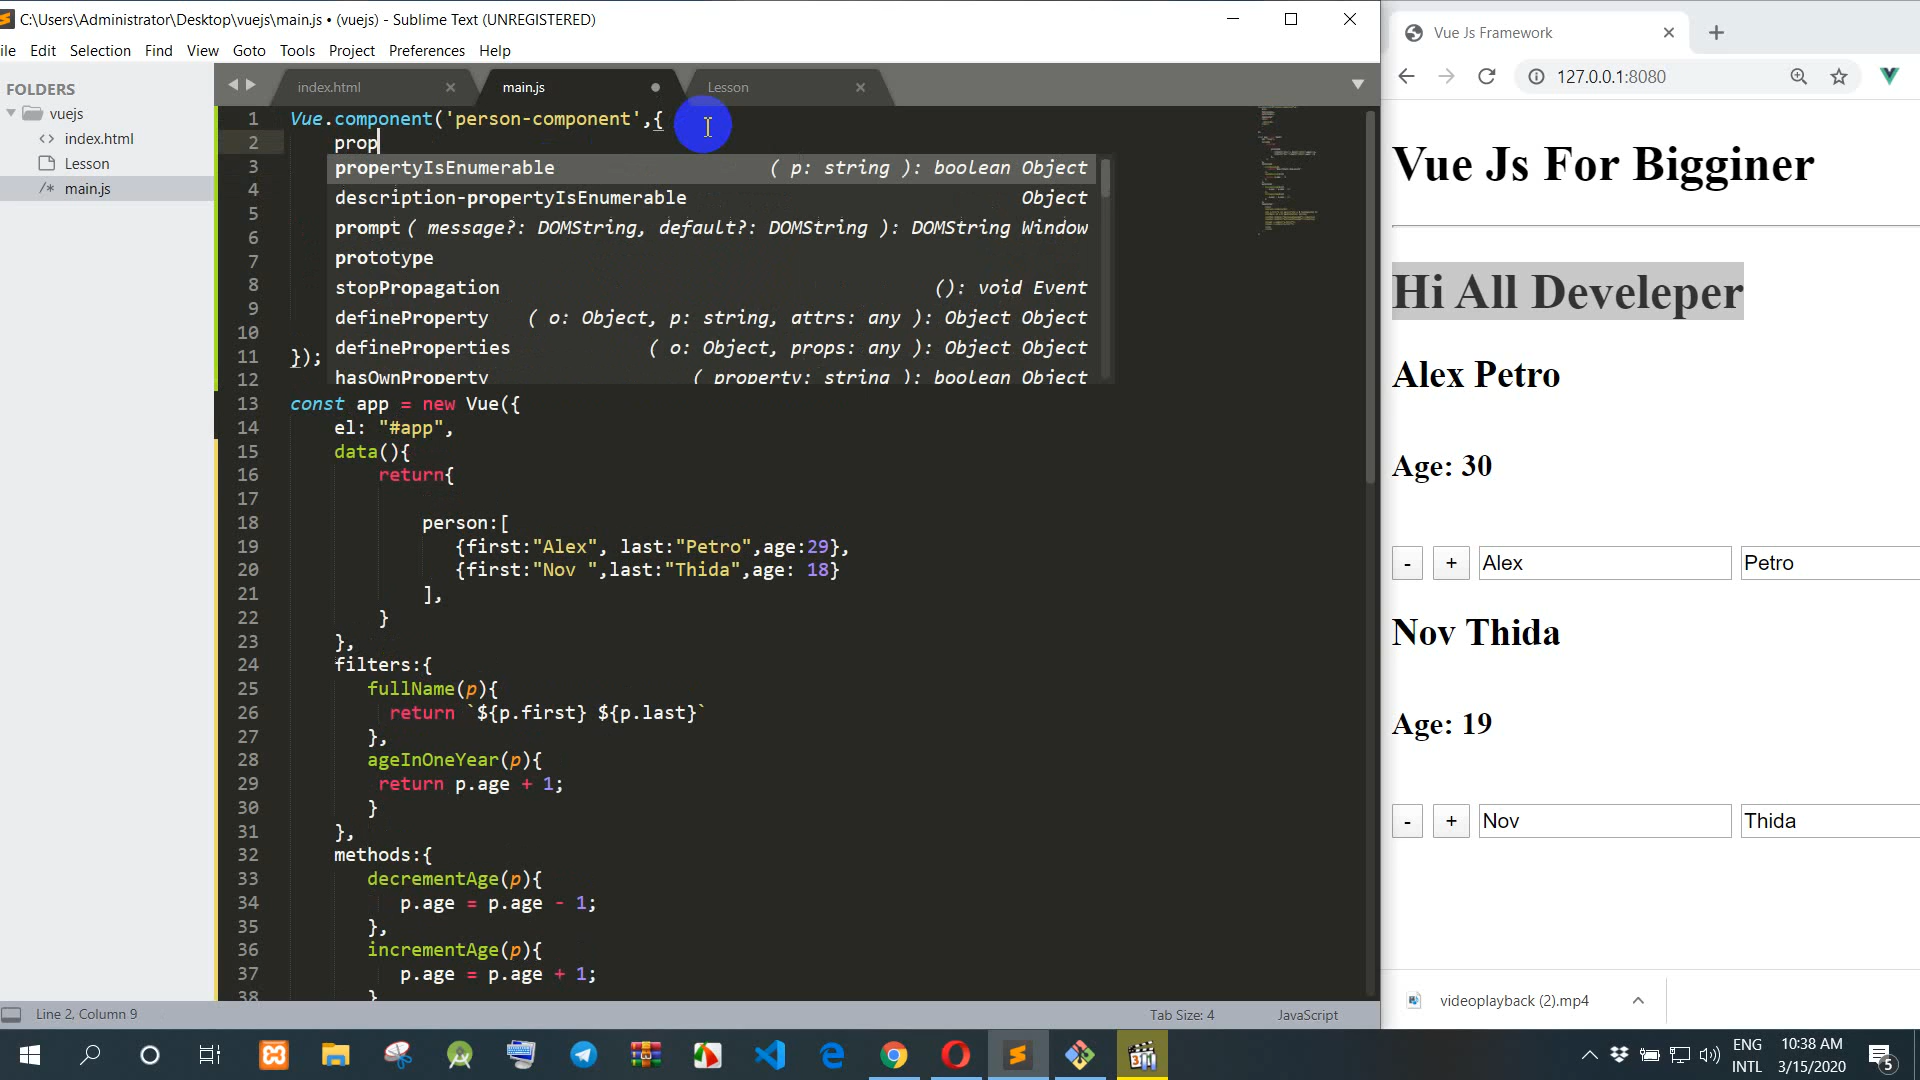 C:\Users\Administrator\Desktop\vuejs\main.js • (vuejs) - Sublime Text (UNREGISTERED)
ile Edit Selection Find View Goto Tools Project Preferences Help
FOLDERS
vuejs
index.html
Lesson
main.js
index.html main.js Lesson
1 Vue.component('person-component',{
2 prop
3
4
5
6
7
8
9
10
11 });
12
propertyIsEnumerable ( p: string ): boolean Object
description-propertyIsEnumerable Object
prompt ( message?: DOMString, default?: DOMString ): DOMString Window
prototype
stopPropagation (): void Event
defineProperty ( o: Object, p: string, attrs: any ): Object Object
defineProperties ( o: Object, props: any ): Object Object
hasOwnProperty ( property: string ): boolean Object
13 const app = new Vue({
14 el: "#app",
15 data(){
16 return{
17
18 person:[
19 {first:"Alex", last:"Petro",age:29},
20 {first:"Nov ",last:"Thida",age: 18}
21 ],
22 }
23 },
24 filters:{
25 fullName(p){
26 return `${p.first} ${p.last}`
27 },
28 ageInOneYear(p){
29 return p.age + 1;
30 }
31 },
32 methods:{
33 decrementAge(p){
34 p.age = p.age - 1;
35 },
36 incrementAge(p){
37 p.age = p.age + 1;
38 }
Line 2, Column 9 Tab Size: 4 JavaScript
Vue Js Framework
127.0.0.1:8080
Vue Js For Bigginer
Hi All Develeper
Alex Petro
Age: 30
- + Alex Petro
Nov Thida
Age: 19
- + Nov Thida
videoplayback (2).mp4
ENG
INTL
10:38 AM
3/15/2020
5